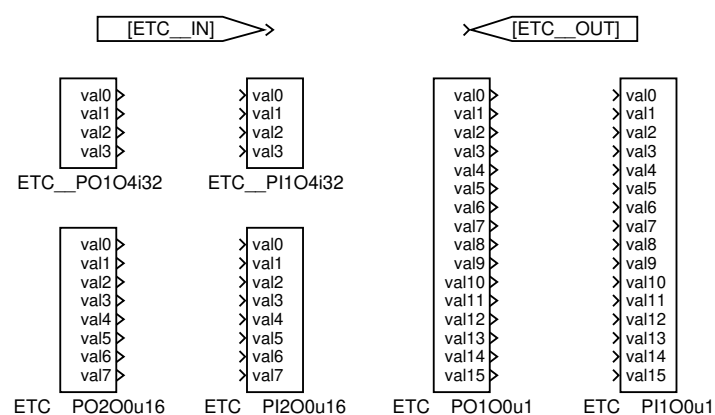 [ETC__IN]
[ETC__OUT]
val0
val1
val2
val3
ETC__PO1O4i32
val0
val1
val2
val3
ETC__PI1O4i32
val0
val1
val2
val3
val4
val5
val6
val7
ETC PO2O0u16
val0
val1
val2
val3
val4
val5
val6
val7
ETC PI2O0u16
val0
val1
val2
val3
val4
val5
val6
val7
val8
val9
val10
val11
val12
val13
val14
val15
ETC PO1O0u1
val0
val1
val2
val3
val4
val5
val6
val7
val8
val9
val10
val11
val12
val13
val14
val15
ETC PI1O0u1